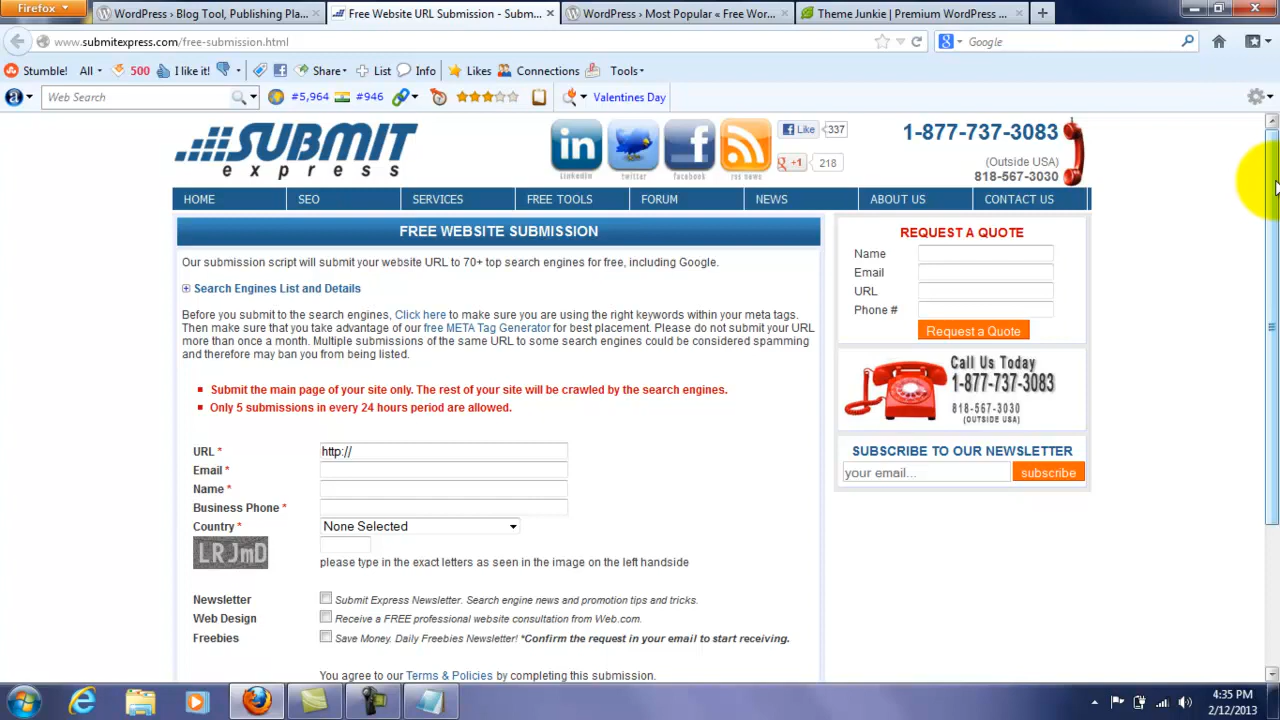 Firefox
WordPress › Blog Tool, Publishing Pla...
Free Website URL Submission - Subm...
WordPress › Most Popular « Free Wor...
Theme Junkie | Premium WordPress ...
www.submitexpress.com/free-submission.html
Google
Stumble!
All
500
I like it!
Share
List
Info
Likes
Connections
Tools
Web Search
#5,964
#946
Valentines Day
SUBMIT
express
LinkedIn
twitter
facebook
rss news
Like
337
+1
218
1-877-737-3083
(Outside USA)
818-567-3030
HOME
SEO
SERVICES
FREE TOOLS
FORUM
NEWS
ABOUT US
CONTACT US
FREE WEBSITE SUBMISSION
Our submission script will submit your website URL to 70+ top search engines for free, including Google.
Search Engines List and Details
Before you submit to the search engines, Click here to make sure you are using the right keywords within your meta tags.
Then make sure that you take advantage of our free META Tag Generator for best placement. Please do not submit your URL
more than once a month. Multiple submissions of the same URL to some search engines could be considered spamming
and therefore may ban you from being listed.
Submit the main page of your site only. The rest of your site will be crawled by the search engines.
Only 5 submissions in every 24 hours period are allowed.
URL *
http://
Email *
Name *
Business Phone *
Country *
None Selected
LRJmD
please type in the exact letters as seen in the image on the left handside
Newsletter
Submit Express Newsletter. Search engine news and promotion tips and tricks.
Web Design
Receive a FREE professional website consultation from Web.com.
Freebies
Save Money. Daily Freebies Newsletter! *Confirm the request in your email to start receiving.
You agree to our Terms & Policies by completing this submission.
REQUEST A QUOTE
Name
Email
URL
Phone #
Request a Quote
Call Us Today
1-877-737-3083
818-567-3030
(OUTSIDE USA)
SUBSCRIBE TO OUR NEWSLETTER
your email...
subscribe
4:35 PM
2/12/2013